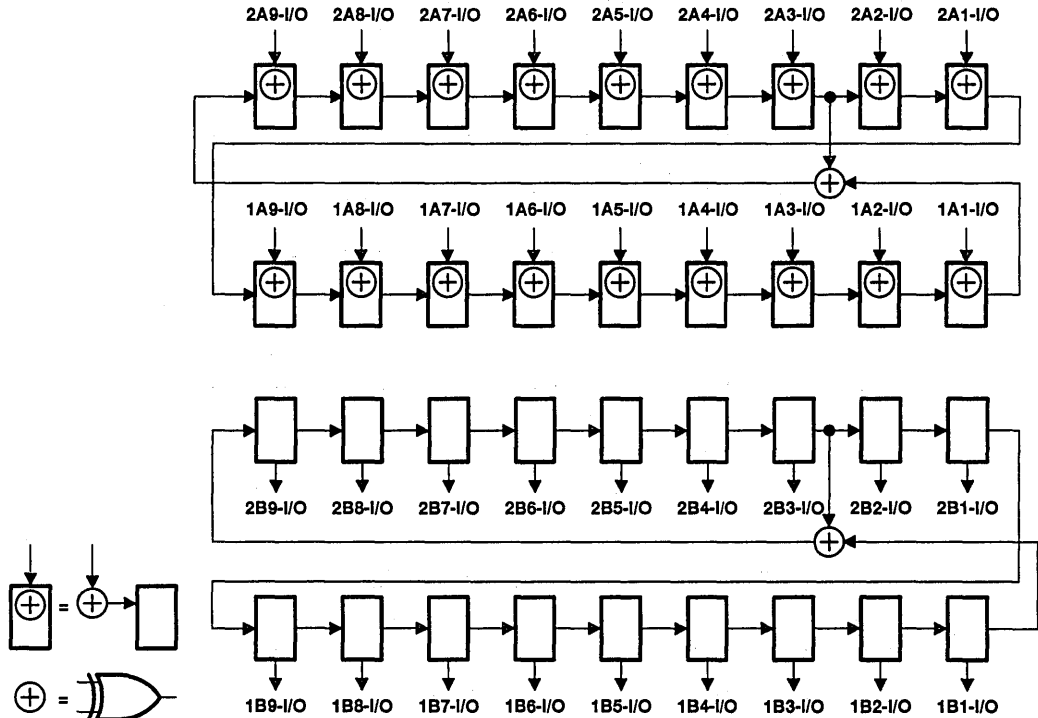 2A9-I/O 2A8-I/O 2A7-I/O 2A6-I/O 2A5-I/O 2A4-I/O 2A3-I/O 2A2-I/O 2A1-I/O
1A9-I/O 1A8-I/O 1A7-I/O 1A6-I/O 1A5-I/O 1A4-I/O 1A3-I/O 1A2-I/O 1A1-I/O
2B9-I/O 2B8-I/O 2B7-I/O 2B6-I/O 2B5-I/O 2B4-I/O 2B3-I/O 2B2-I/O 2B1-I/O
=
=
1B9-I/O 1B8-I/O 1B7-I/O 1B6-I/O 1B5-I/O 1B4-I/O 1B3-I/O 1B2-I/O 1B1-I/O